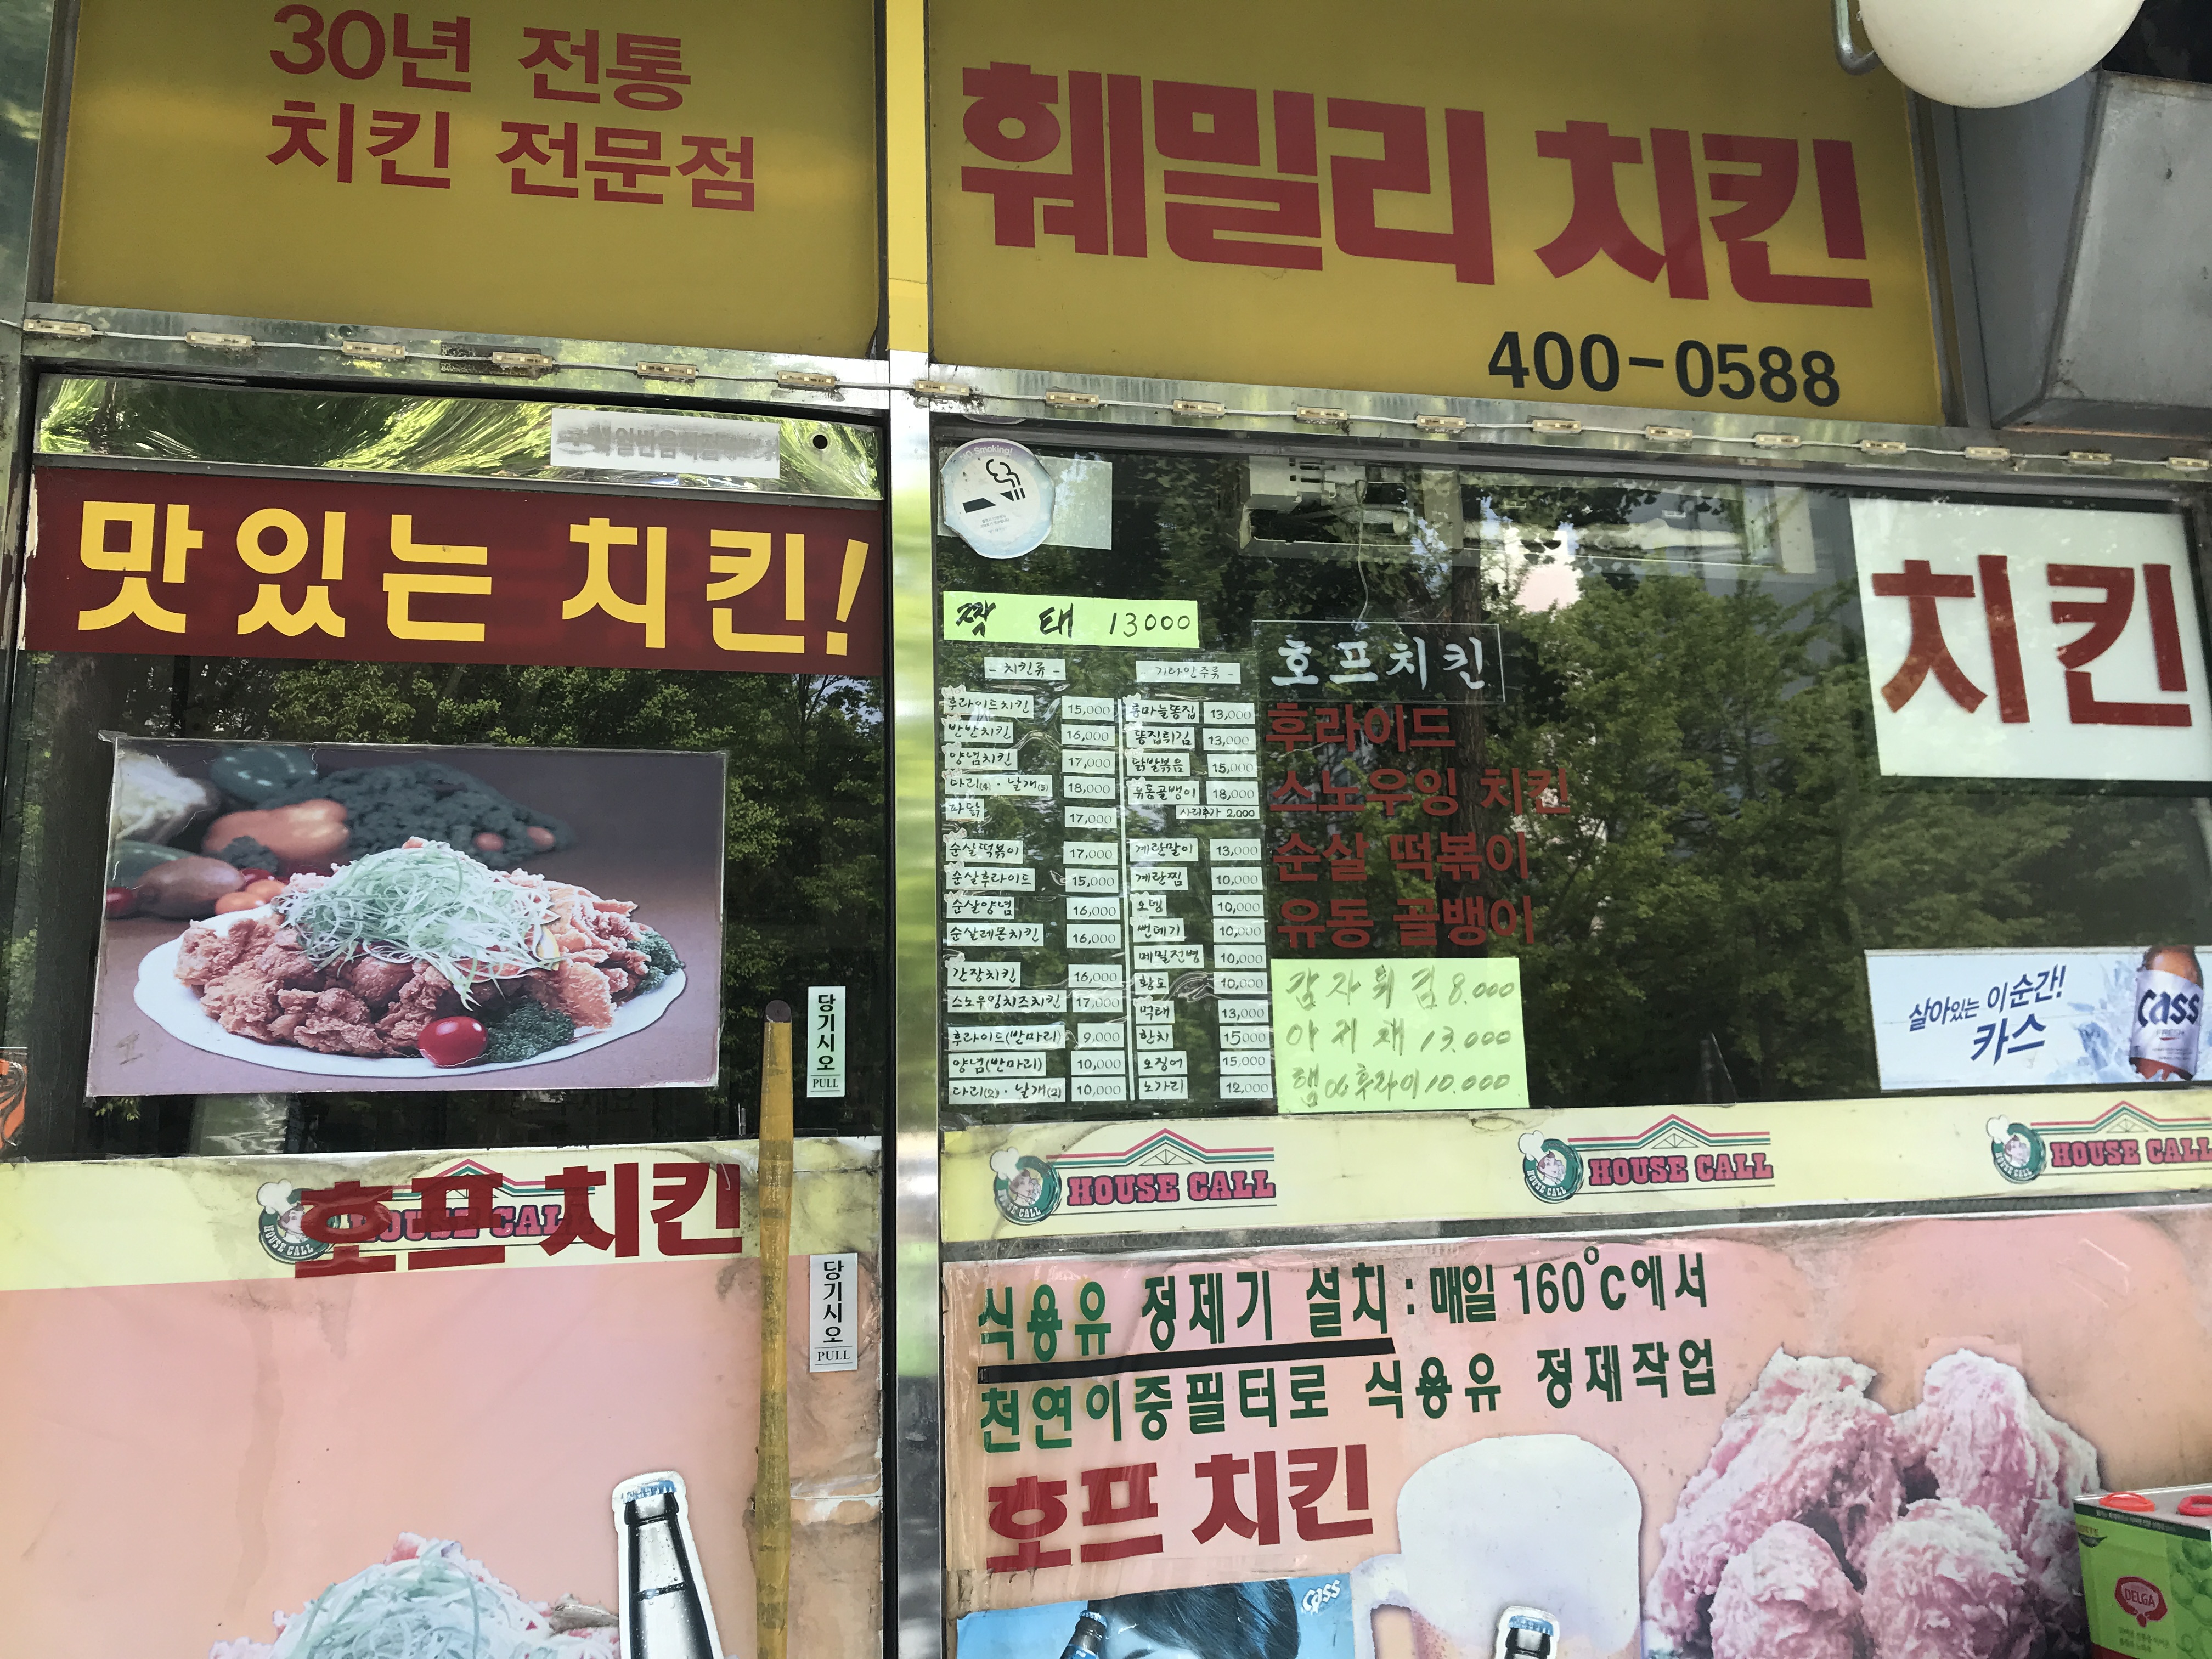 30년 전통
치킨 전문점
훼밀리 치킨
400-0588
맛있는 치킨!
당기시오
PULL
호프 치킨
HOUSE CALL
당기시오
PULL
짝태 13000
- 치킨류 -
후라이드치킨 15,000
반반치킨 16,000
양념치킨 17,000
다리(4)·날개(5) 18,000
파닭 17,000
순살떡볶이 17,000
순살후라이드 15,000
순살양념 16,000
순살레몬치킨 16,000
간장치킨 16,000
스노우잉치즈치킨 17,000
후라이드(반마리) 9,000
양념(반마리) 10,000
다리(2)·날개(2) 10,000
- 기타안주류 -
통마늘똥집 13,000
똥집튀김 13,000
닭발볶음 15,000
유동골뱅이 18,000
사리추가 2,000
계란말이 13,000
계란찜 10,000
오뎅 10,000
뻔데기 10,000
메밀전병 10,000
황도 10,000
먹태 13,000
한치 15000
오징어 15,000
노가리 12,000
호프치킨
후라이드
스노우잉 치킨
순살 떡볶이
유동 골뱅이
감자튀김 8.000
아귀채 13.000
후라이 10.000
치킨
살아있는 이 순간!
카스
cass
FRESH
HOUSE CALL
HOUSE CALL
HOUSE CALL
식용유 정제기 설치 : 매일 160°C에서
천연이중필터로 식용유 정제작업
호프 치킨
cass
DELGA